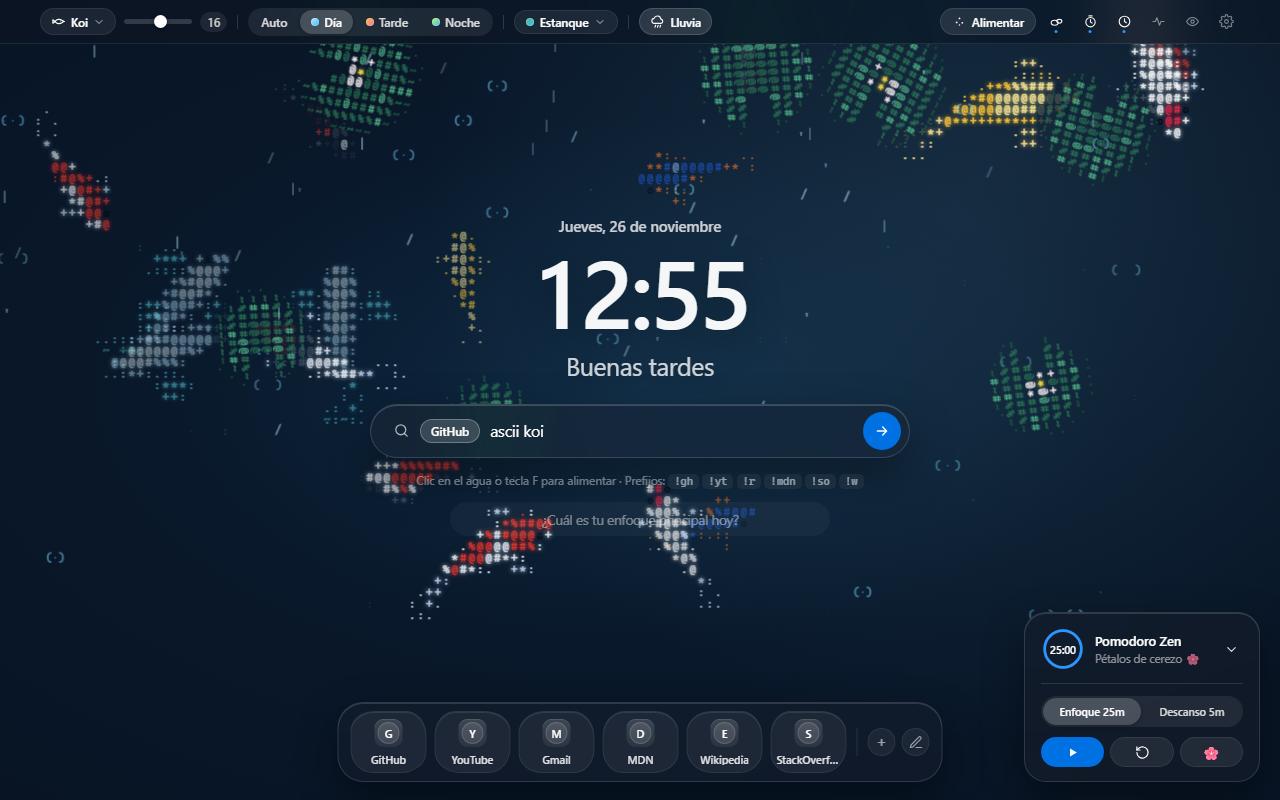 Koi 16 Auto Día Tarde Noche Estanque Lluvia Alimentar
Jueves, 26 de noviembre
12:55
Buenas tardes
GitHub ascii koi
Clic en el agua o tecla F para alimentar · Prefijos: !gh !yt !r !mdn !so !w
¿Cuál es tu enfoque principal hoy?
25:00 Pomodoro Zen
Pétalos de cerezo
Enfoque 25m Descanso 5m
G Y M D E S
GitHub YouTube Gmail MDN Wikipedia StackOverf...